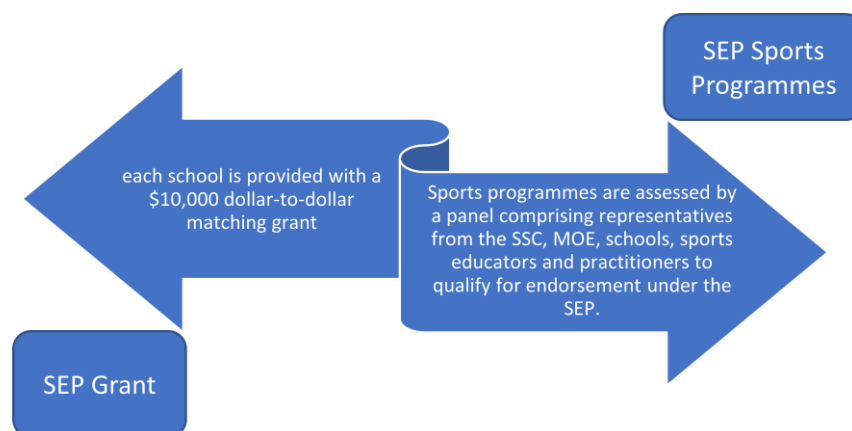 SEP Sports
Programmes
each school is provided with a
$10,000 dollar-to-dollar
matching grant
Sports programmes are assessed by
a panel comprising representatives
from the SSC, MOE, schools, sports
educators and practitioners to
qualify for endorsement under the
SEP.
SEP Grant